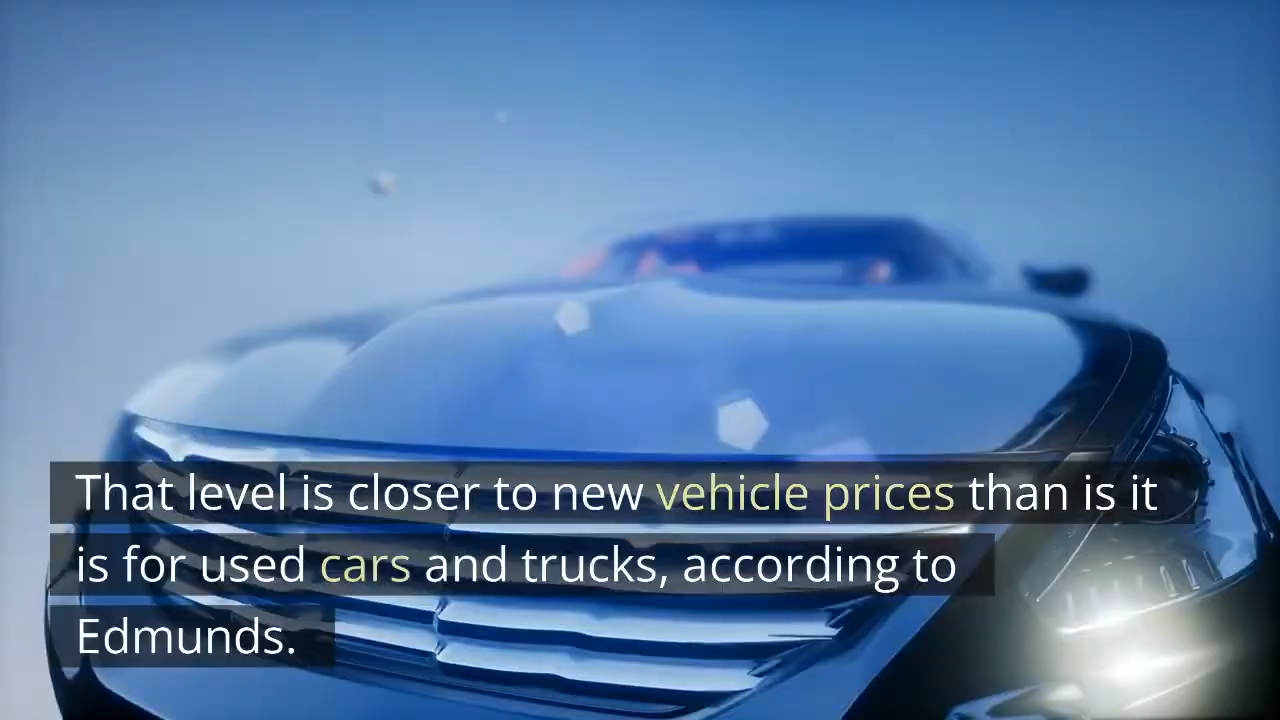 That level is closer to new vehicle prices than is it
is for used cars and trucks, according to
Edmunds.